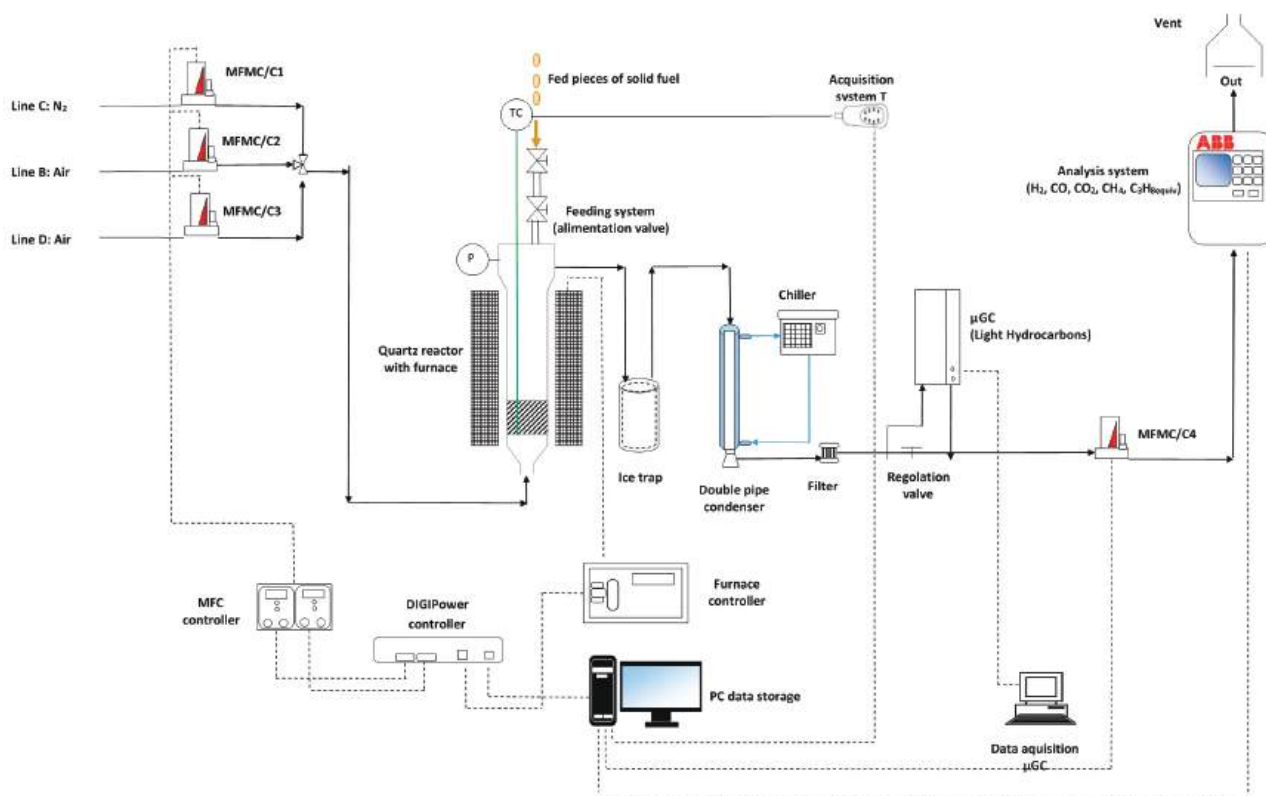 Vent
MFMC/C1
Fed pieces of solid fuel
Acquisition
system T
Out
Line C: N₂
TC
MFMC/C2
ABB
Line B: Air
Analysis system
(H₂, CO, CO₂, CH₄, C₃H₈equiv)
MFMC/C3
Feeding system
(alimentation valve)
Line D: Air
P
Chiller
μGC
(Light Hydrocarbons)
Quartz reactor
with furnace
MFMC/C4
Ice trap
Double pipe
condenser
Filter
Regolation
valve
MFC
controller
DIGIPower
controller
Furnace
controller
PC data storage
Data aquisition
μGC